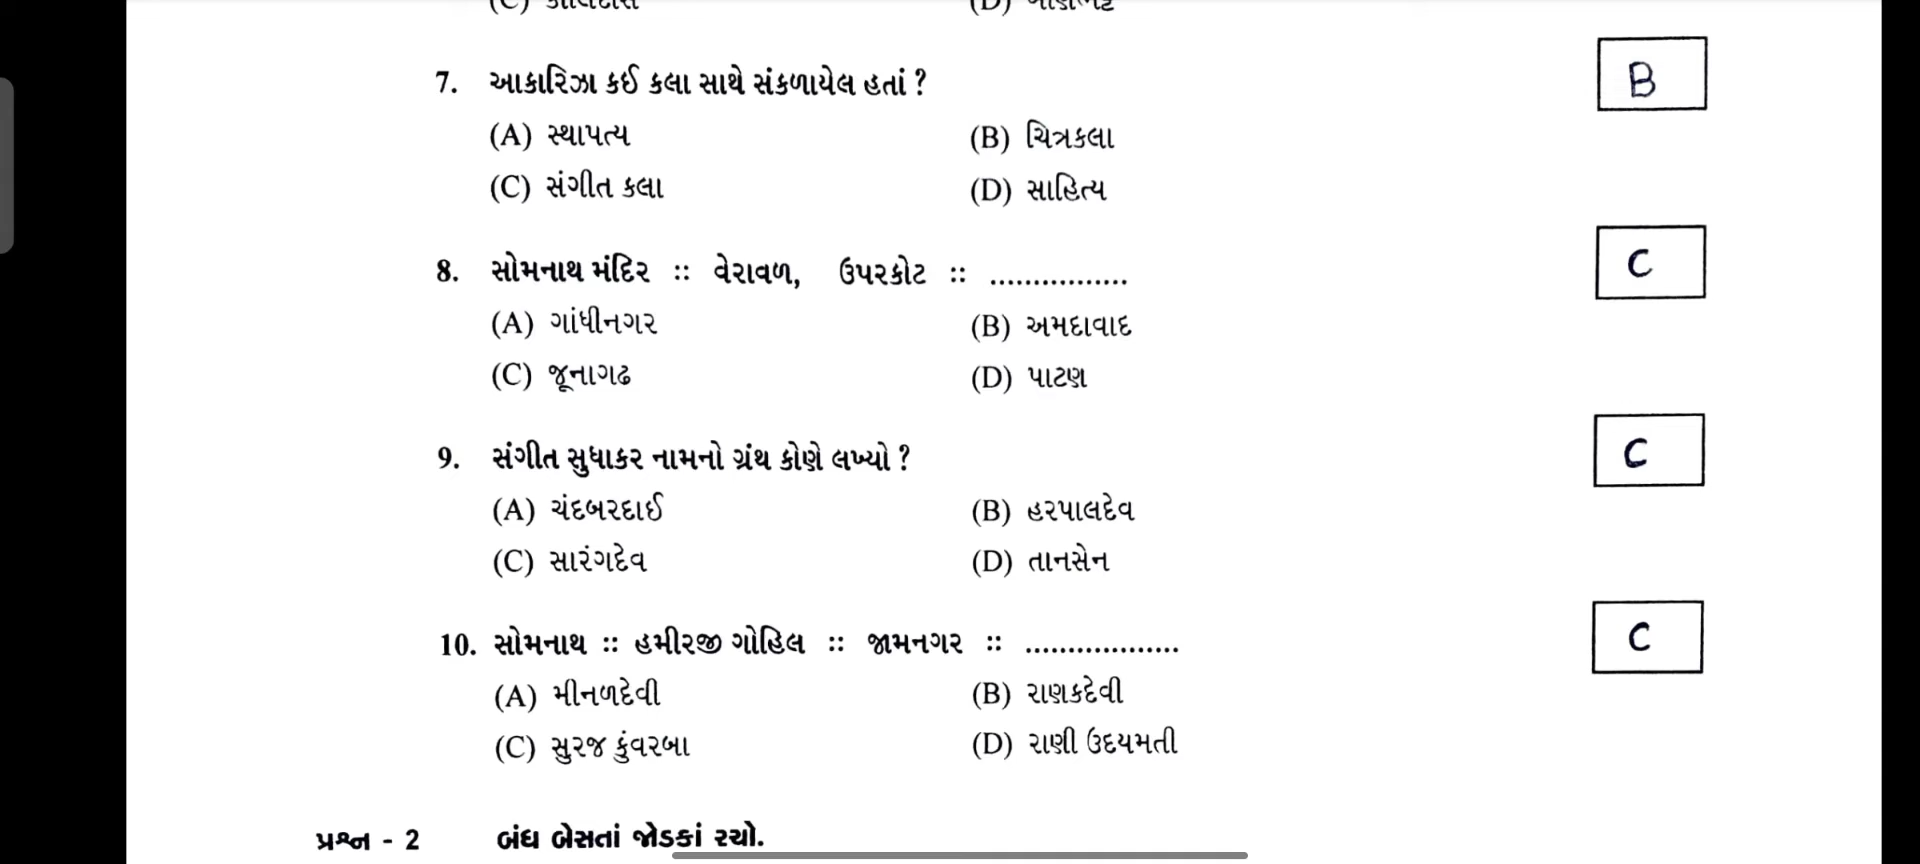 7. આકારિઝા કઈ કલા સાથે સંકળાયેલ હતાં ? B
(A) સ્થાપત્ય (B) ચિત્રકલા
(C) સંગીત કલા (D) સાહિત્ય
8. સોમનાથ મંદિર :: વેરાવળ, ઉપરકોટ :: ................ C
(A) ગાંધીનગર (B) અમદાવાદ
(C) જૂનાગઢ (D) પાટણ
9. સંગીત સુધાકર નામનો ગ્રંથ કોણે લખ્યો ? C
(A) ચંદબરદાઈ (B) હરપાલદેવ
(C) સારંગદેવ (D) તાનસેન
10. સોમનાથ :: હમીરજી ગોહિલ :: જામનગર :: .................. C
(A) મીનળદેવી (B) રાણકદેવી
(C) સુરજ કુંવરબા (D) રાણી ઉદયમતી
પ્રશ્ન - 2 બંધ બેસતાં જોડકાં રચો.